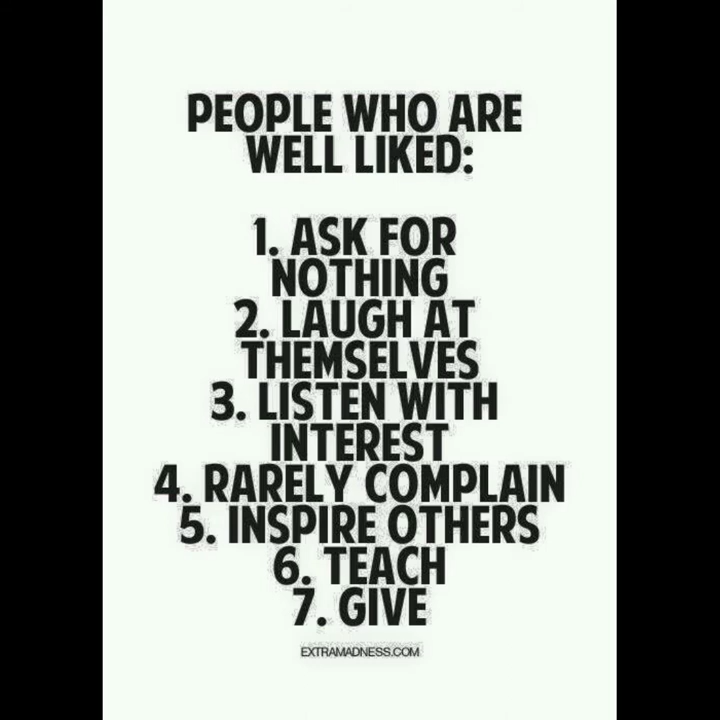 PEOPLE WHO ARE
WELL LIKED:
1. ASK FOR
NOTHING
2. LAUGH AT
THEMSELVES
3. LISTEN WITH
INTEREST
4. RARELY COMPLAIN
5. INSPIRE OTHERS
6. TEACH
7. GIVE
EXTRAMADNESS.COM